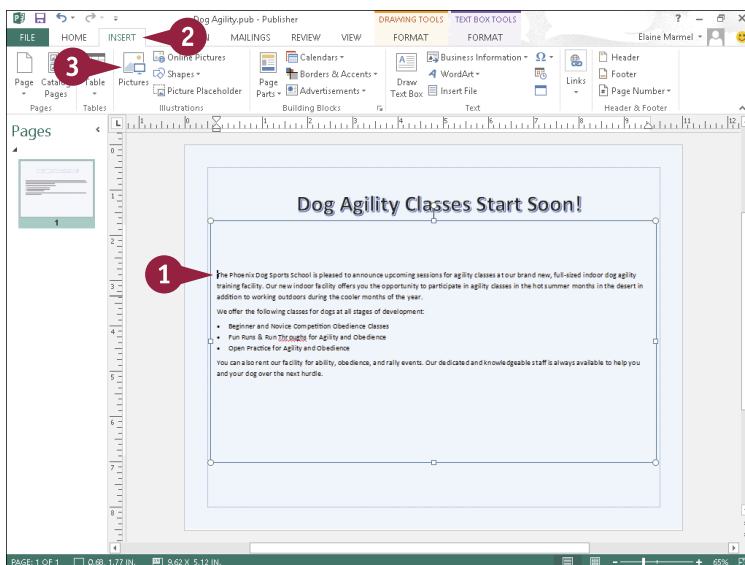 Dog Agility.pub - Publisher DRAWING TOOLS TEXT BOX TOOLS ?
FILE HOME INSERT MAILINGS REVIEW VIEW FORMAT FORMAT Elaine Marmel
2
3
Online Pictures Calendars Business Information Header
Shapes Borders & Accents WordArt Footer
Page Table Pictures Picture Placeholder Page Parts Advertisements Draw Text Box Insert File Links Page Number
Pages
Pages Tables Illustrations Building Blocks Text Header & Footer
Pages
1
Dog Agility Classes Start Soon!
1
The Phoenix Dog Sports School is pleased to announce upcoming sessions for agility classes at our brand new, full-sized indoor dog agility
training facility. Our new indoor facility offers you the opportunity to participate in agility classes in the hot summer months in the desert in
addition to working outdoors during the cooler months of the year.
We offer the following classes for dogs at all stages of development:
• Beginner and Novice Competition Obedience Classes
• Fun Runs & Run Throughs for Agility and Obedience
• Open Practice for Agility and Obedience
You can also rent our facility for ability, obedience, and rally events. Our dedicated and knowledgeable staff is always available to help you
and your dog over the next hurdle.
PAGE: 1 OF 1 0.68, 1.77 IN. 9.62 X 5.12 IN. 65%